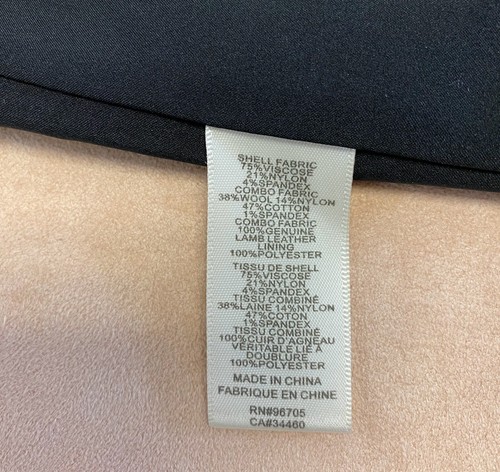 SHELL FABRIC
75%VISCOSE
21%NYLON
4%SPANDEX
COMBO FABRIC
38%WOOL 14%NYLON
47%COTTON
1%SPANDEX
COMBO FABRIC
100%GENUINE
LAMB LEATHER
LINING
100%POLYESTER
TISSU DE SHELL
75%VISCOSE
21%NYLON
4%SPANDEX
TISSU COMBINÉ
38%LAINE 14%NYLON
47%COTON
1%SPANDEX
TISSU COMBINÉ
100%CUIR D'AGNEAU
VÉRITABLE LIÉ À
DOUBLURE
100%POLYESTER
MADE IN CHINA
FABRIQUE EN CHINE
RN#96705
CA#34460